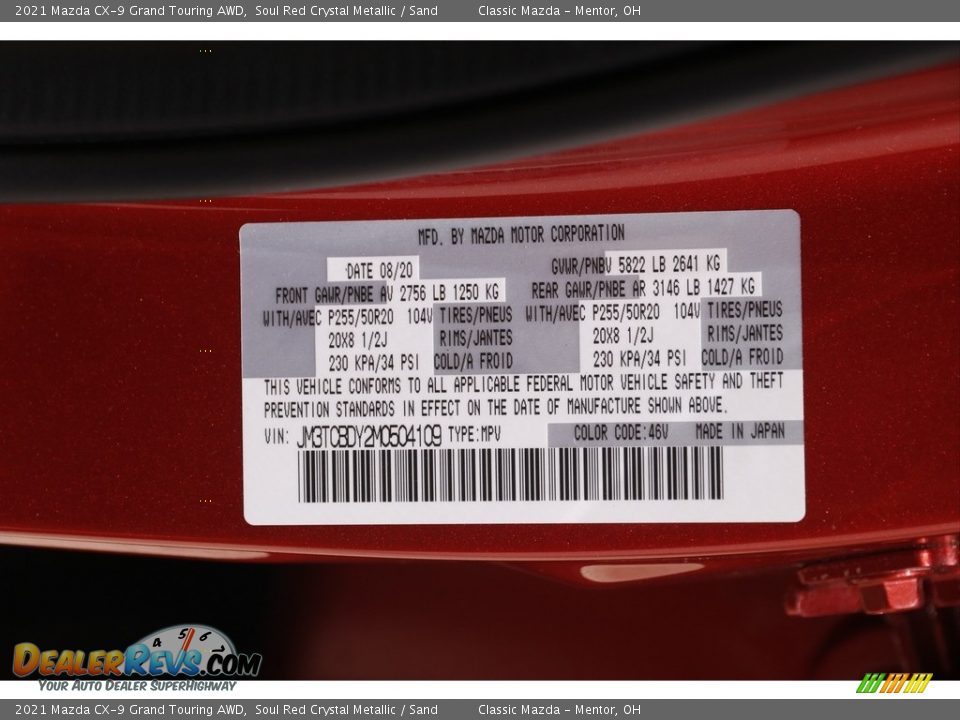 2021 Mazda CX-9 Grand Touring AWD, Soul Red Crystal Metallic / Sand Classic Mazda - Mentor, OH
MFD. BY MAZDA MOTOR CORPORATION
DATE 08/20 GVWR/PNBV 5822 LB 2641 KG
FRONT GAWR/PNBE AV 2756 LB 1250 KG REAR GAWR/PNBE AR 3146 LB 1427 KG
WITH/AVEC P255/50R20 104V TIRES/PNEUS WITH/AVEC P255/50R20 104V TIRES/PNEUS
20X8 1/2J RIMS/JANTES 20X8 1/2J RIMS/JANTES
230 KPA/34 PSI COLD/A FROID 230 KPA/34 PSI COLD/A FROID
THIS VEHICLE CONFORMS TO ALL APPLICABLE FEDERAL MOTOR VEHICLE SAFETY AND THEFT
PREVENTION STANDARDS IN EFFECT ON THE DATE OF MANUFACTURE SHOWN ABOVE.
VIN: JM3TCBDY2M0504109 TYPE:MPV COLOR CODE:46V MADE IN JAPAN
4 5 6
DEALERREVS.COM
YOUR AUTO DEALER SUPERHIGHWAY
2021 Mazda CX-9 Grand Touring AWD, Soul Red Crystal Metallic / Sand Classic Mazda - Mentor, OH